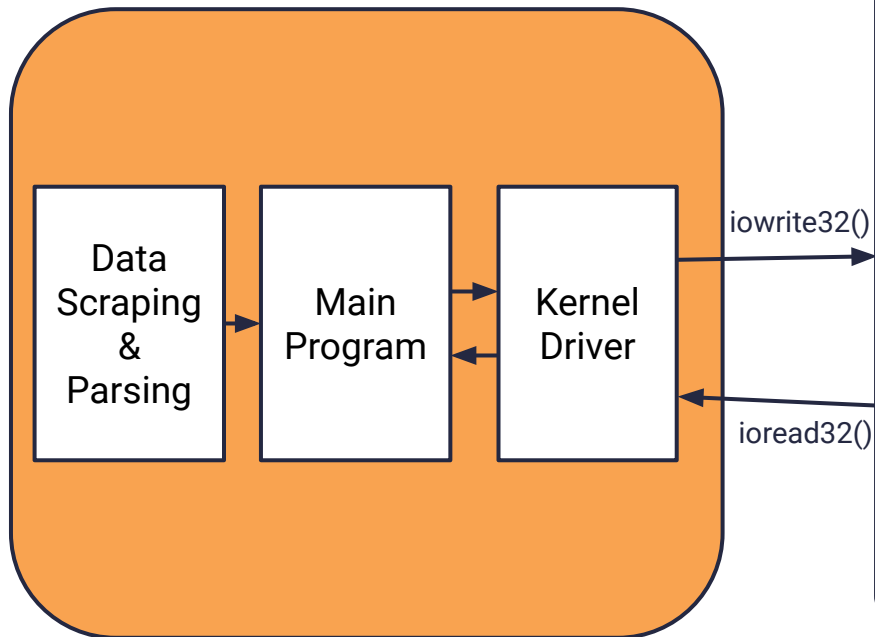 Data
Scraping
&
Parsing
Main
Program
Kernel
Driver
iowrite32()
ioread32()